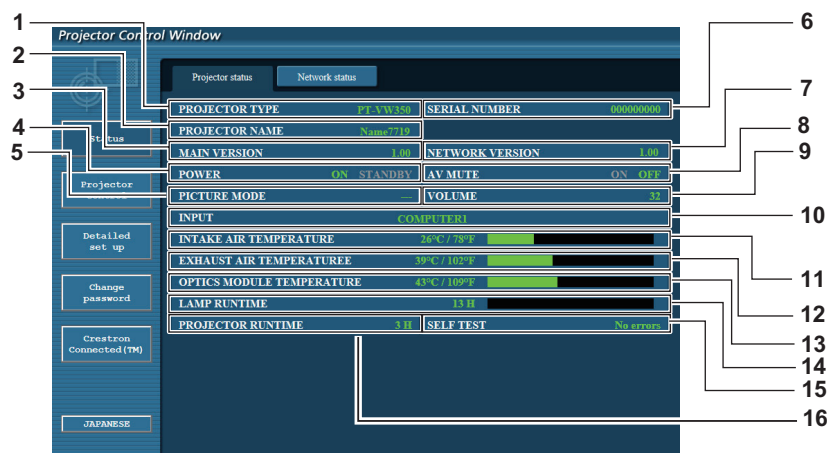 1
2
3
4
5
6
7
8
9
10
11
12
13
14
15
16
Projector Control Window
Projector status Network status
Status
Projector control
Detailed set up
Change password
Crestron Connected(TM)
JAPANESE
PROJECTOR TYPE PT-VW350 SERIAL NUMBER 000000000
PROJECTOR NAME Name7719
MAIN VERSION 1.00 NETWORK VERSION 1.00
POWER ON STANDBY AV MUTE ON OFF
PICTURE MODE --- VOLUME 32
INPUT COMPUTER1
INTAKE AIR TEMPERATURE 26°C / 78°F
EXHAUST AIR TEMPERATUREE 39°C / 102°F
OPTICS MODULE TEMPERATURE 43°C / 109°F
LAMP RUNTIME 13 H
PROJECTOR RUNTIME 3 H SELF TEST No errors